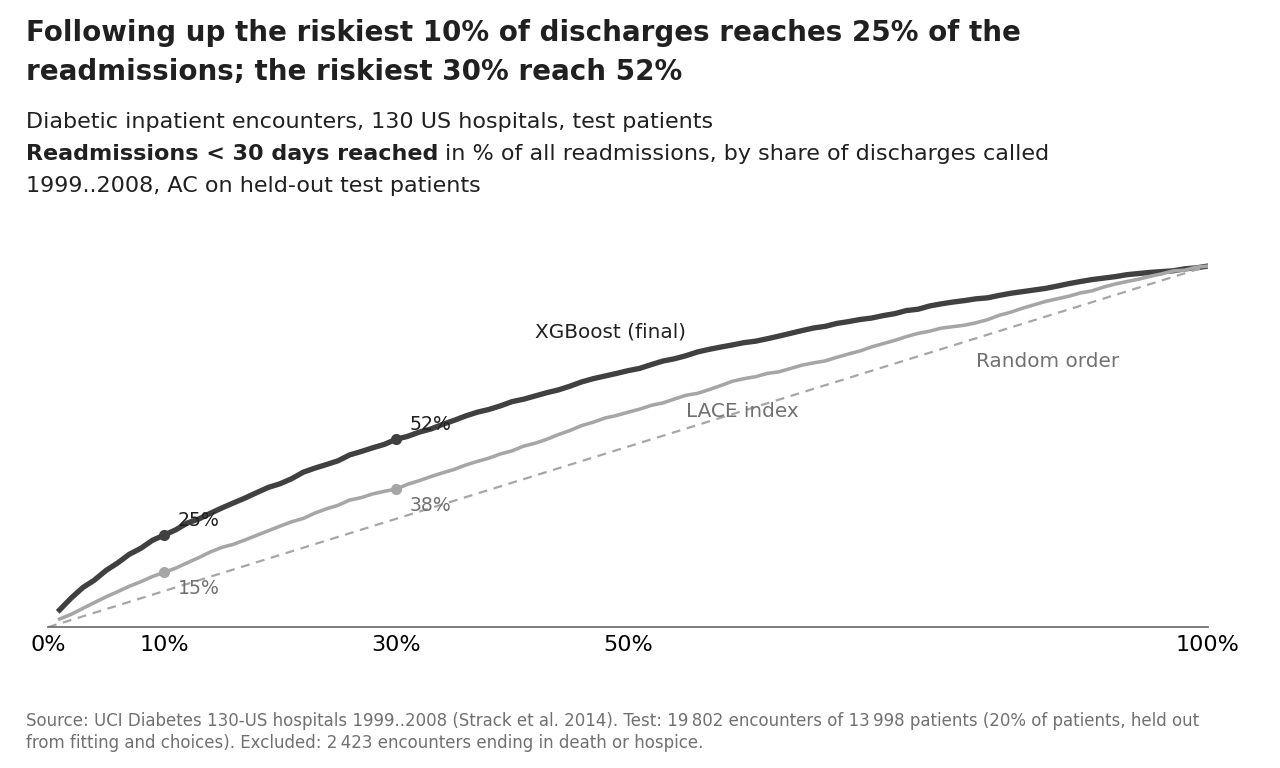 Following up the riskiest 10% of discharges reaches 25% of the
readmissions; the riskiest 30% reach 52%
Diabetic inpatient encounters, 130 US hospitals, test patients
Readmissions < 30 days reached in % of all readmissions, by share of discharges called
1999..2008, AC on held-out test patients
XGBoost (final)
Random order
LACE index
52%
38%
25%
15%
0% 10% 30% 50% 100%
Source: UCI Diabetes 130-US hospitals 1999..2008 (Strack et al. 2014). Test: 19 802 encounters of 13 998 patients (20% of patients, held out
from fitting and choices). Excluded: 2 423 encounters ending in death or hospice.